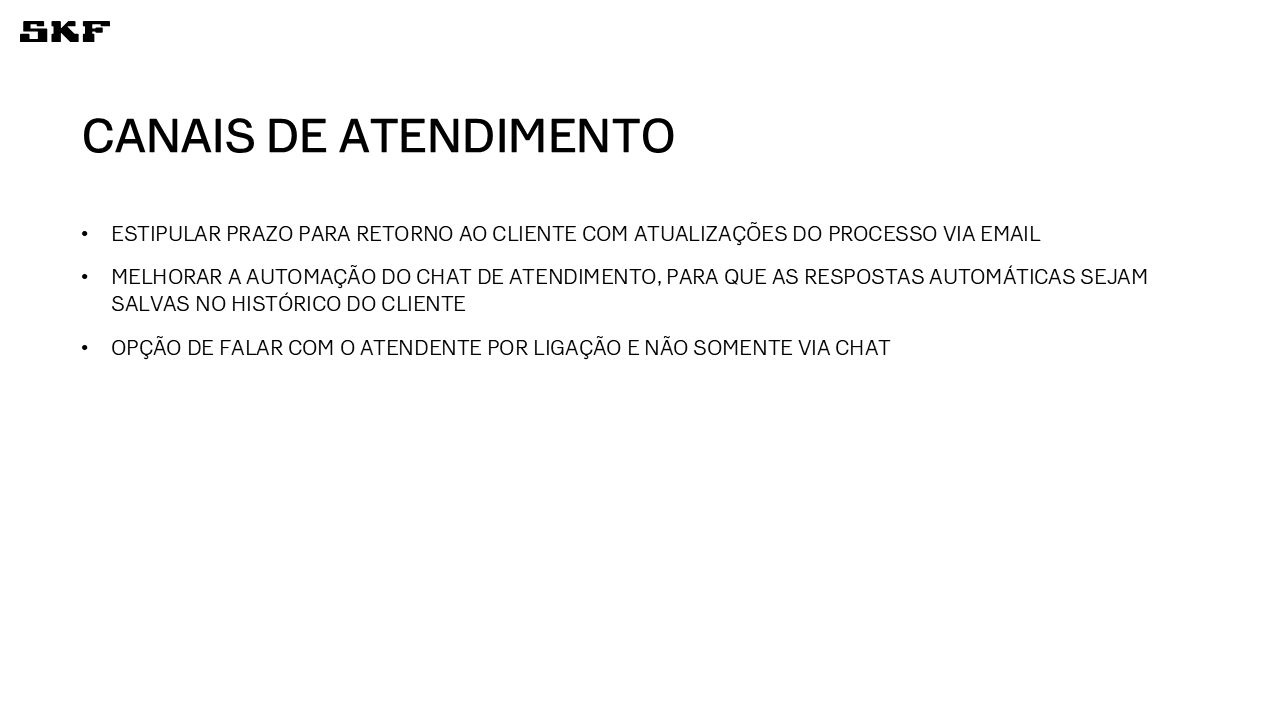 SKF
CANAIS DE ATENDIMENTO
• ESTIPULAR PRAZO PARA RETORNO AO CLIENTE COM ATUALIZAÇÕES DO PROCESSO VIA EMAIL
• MELHORAR A AUTOMAÇÃO DO CHAT DE ATENDIMENTO, PARA QUE AS RESPOSTAS AUTOMÁTICAS SEJAM
SALVAS NO HISTÓRICO DO CLIENTE
• OPÇÃO DE FALAR COM O ATENDENTE POR LIGAÇÃO E NÃO SOMENTE VIA CHAT